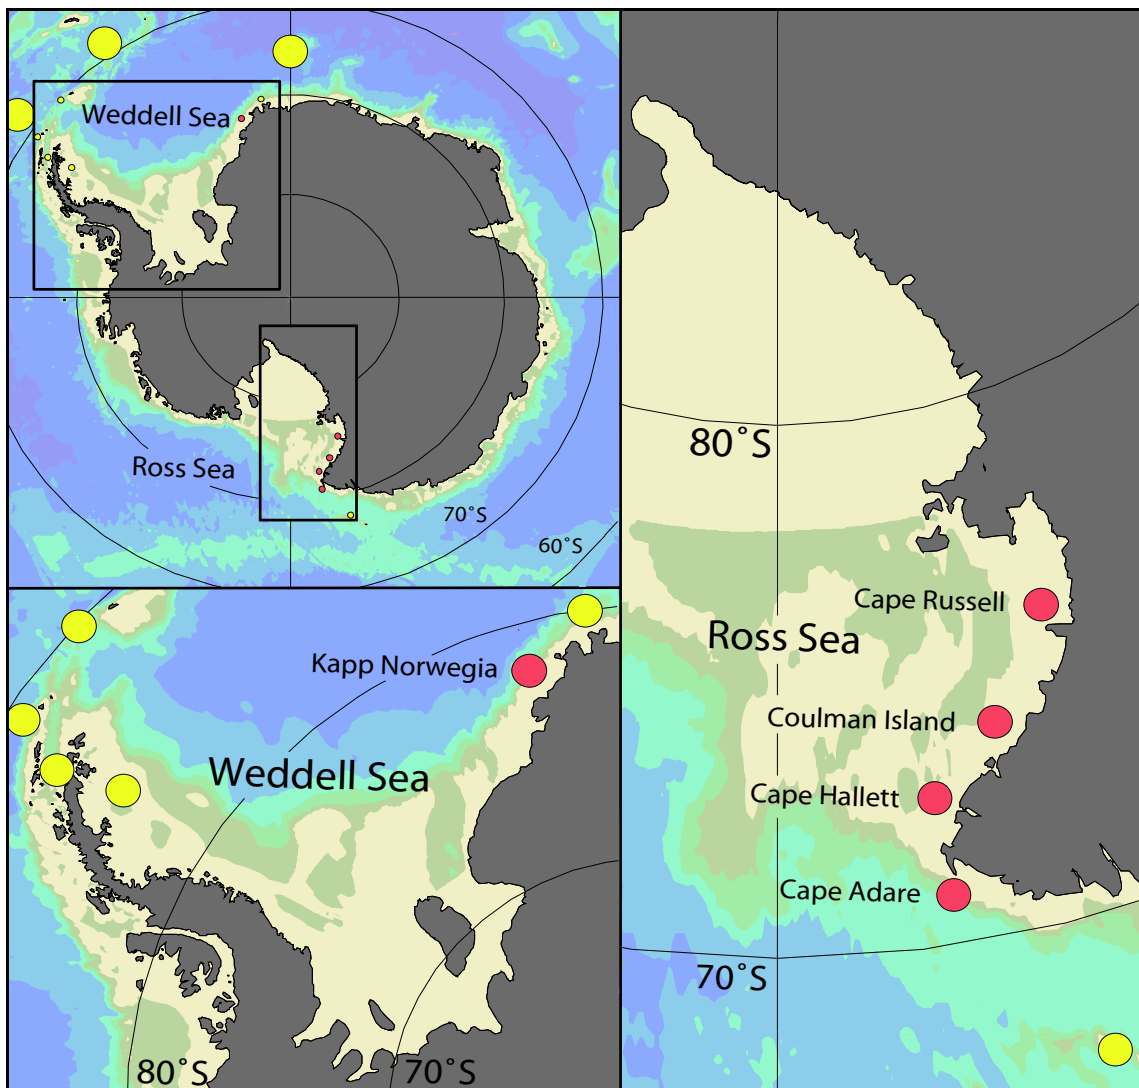 Weddell Sea
Ross Sea
70˚S
60˚S
Kapp Norwegia
Weddell Sea
80˚S
70˚S
80˚S
Cape Russell
Ross Sea
Coulman Island
Cape Hallett
Cape Adare
70˚S